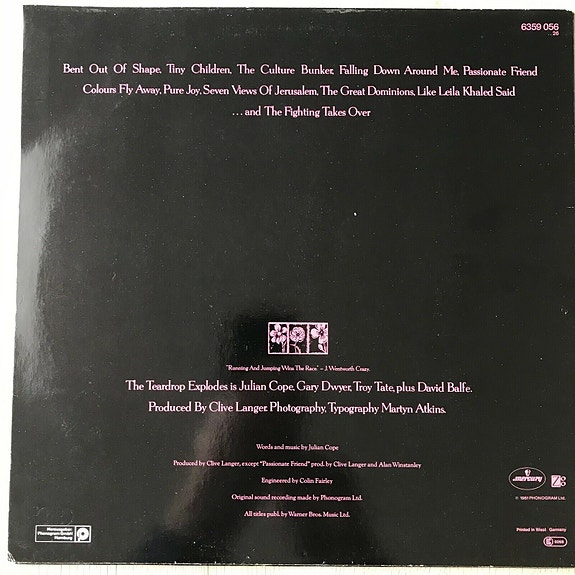 6359 056
..26
Bent Out Of Shape, Tiny Children, The Culture Bunker, Falling Down Around Me, Passionate Friend
Colours Fly Away, Pure Joy, Seven Views Of Jerusalem, The Great Dominions, Like Leila Khaled Said
...and The Fighting Takes Over
"Running And Jumping Wins The Race." – J. Wentworth Crazy.
The Teardrop Explodes is Julian Cope, Gary Dwyer, Troy Tate, plus David Balfe.
Produced By Clive Langer. Photography, Typography Martyn Atkins.
Words and music by Julian Cope
Produced by Clive Langer, except "Passionate Friend" prod. by Clive Langer and Alan Winstanley
Engineered by Colin Fairley
Original sound recording made by Phonogram Ltd.
All titles publ. by Warner Bros. Music Ltd.
mercury
℗ 1981 PHONOGRAM Ltd.
Printed in West Germany
Herausgeber:
Phonogram GmbH
Hamburg